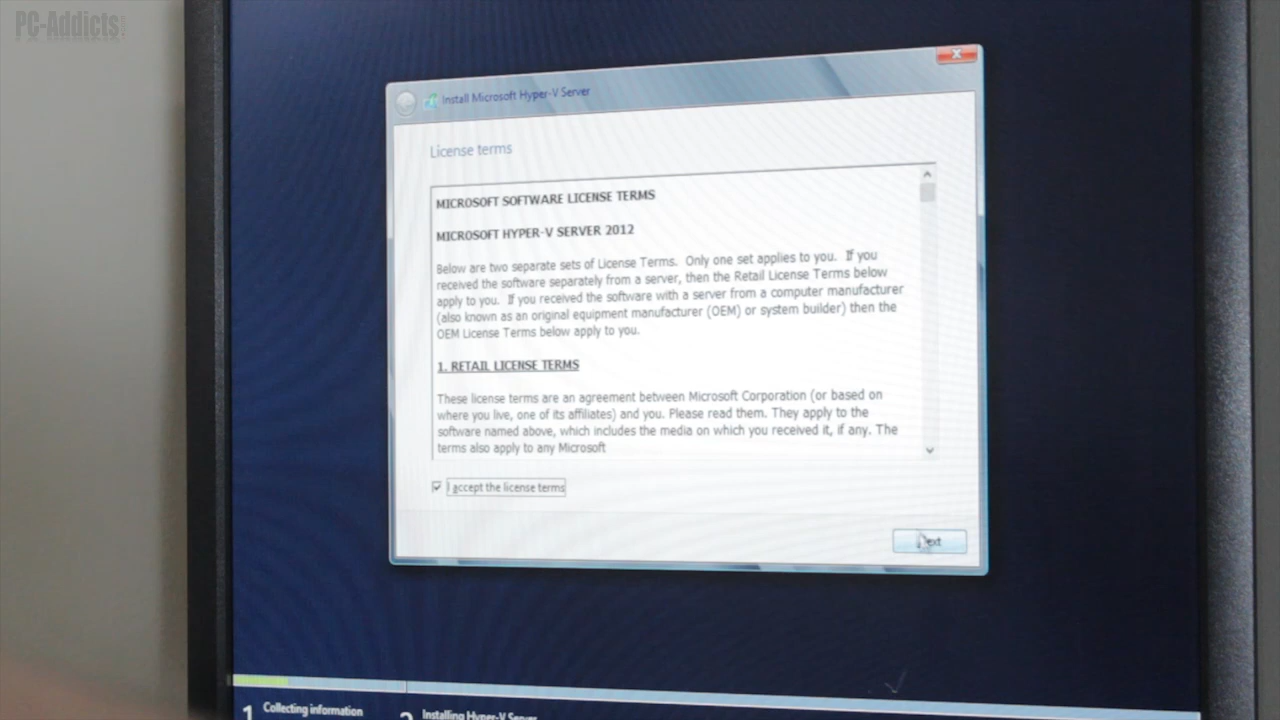 PC-Addicts
Install Microsoft Hyper-V Server
License terms
MICROSOFT SOFTWARE LICENSE TERMS
MICROSOFT HYPER-V SERVER 2012
Below are two separate sets of License Terms. Only one set applies to you. If you
received the software separately from a server, then the Retail License Terms below
apply to you. If you received the software with a server from a computer manufacturer
(also known as an original equipment manufacturer (OEM) or system builder) then the
OEM License Terms below apply to you.
1. RETAIL LICENSE TERMS
These license terms are an agreement between Microsoft Corporation (or based on
where you live, one of its affiliates) and you. Please read them. They apply to the
software named above, which includes the media on which you received it, if any. The
terms also apply to any Microsoft
I accept the license terms
Next
1 Collecting information
2 Installing Hyper-V Server